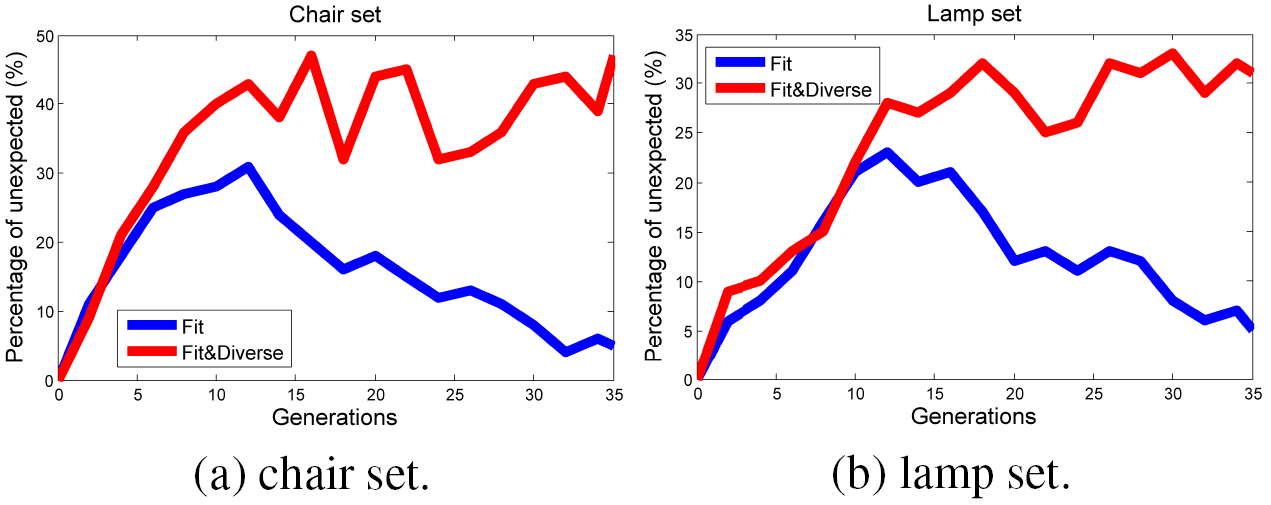 Chair set
Percentage of unexpected (%)
50
40
30
20
10
0
Fit
Fit&Diverse
0 5 10 15 20 25 30 35
Generations
(a) chair set.
Lamp set
Percentage of unexpected (%)
35
30
25
20
15
10
5
0
Fit
Fit&Diverse
0 5 10 15 20 25 30 35
Generations
(b) lamp set.